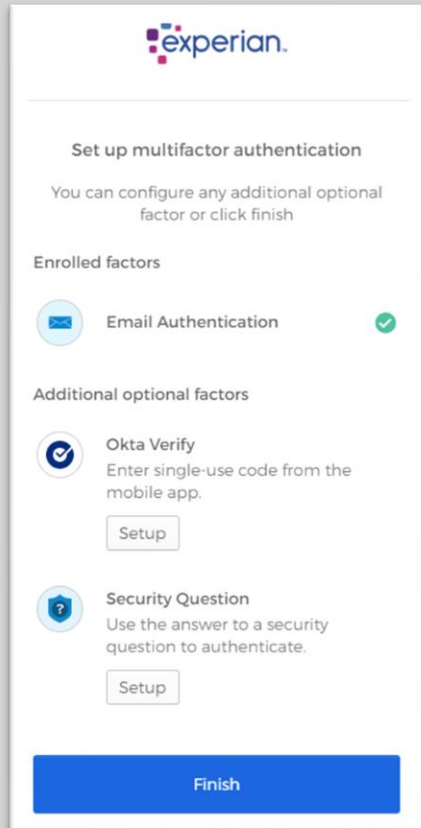 experian.™
Set up multifactor authentication
You can configure any additional optional
factor or click finish
Enrolled factors
Email Authentication
Additional optional factors
Okta Verify
Enter single-use code from the
mobile app.
Setup
Security Question
Use the answer to a security
question to authenticate.
Setup
Finish